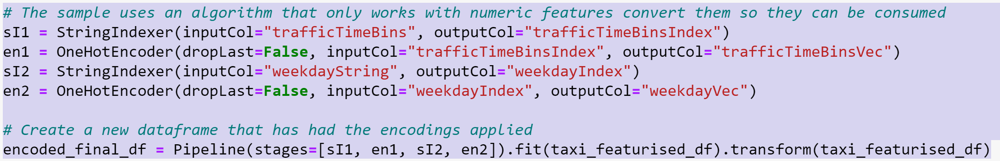 # The sample uses an algorithm that only works with numeric features convert them so they can be consumed
sI1 = StringIndexer(inputCol="trafficTimeBins", outputCol="trafficTimeBinsIndex")
en1 = OneHotEncoder(dropLast=False, inputCol="trafficTimeBinsIndex", outputCol="trafficTimeBinsVec")
sI2 = StringIndexer(inputCol="weekdayString", outputCol="weekdayIndex")
en2 = OneHotEncoder(dropLast=False, inputCol="weekdayIndex", outputCol="weekdayVec")
# Create a new dataframe that has had the encodings applied
encoded_final_df = Pipeline(stages=[sI1, en1, sI2, en2]).fit(taxi_featurised_df).transform(taxi_featurised_df)